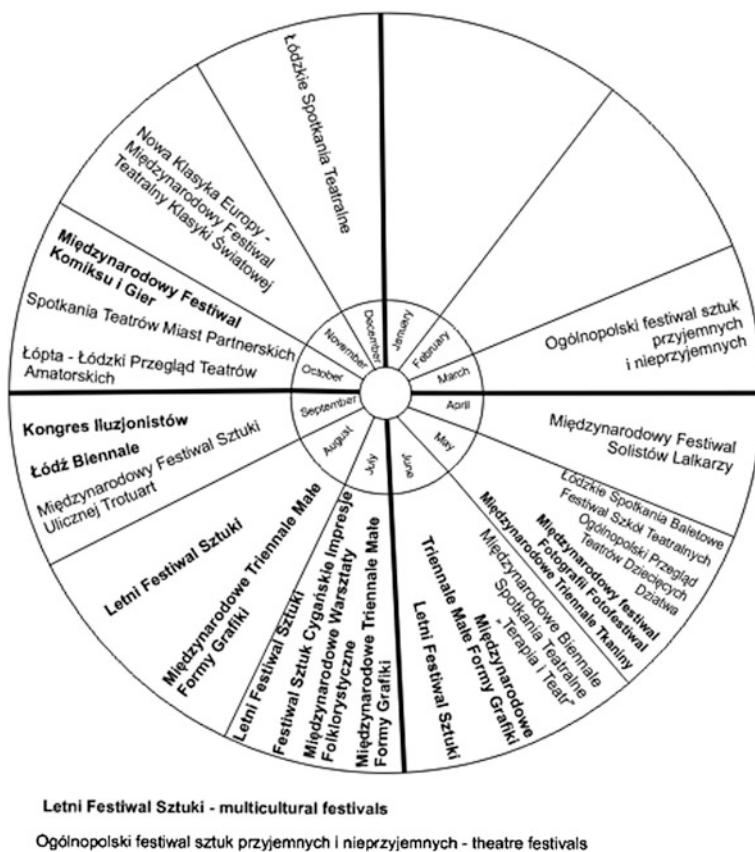 Łódzkie Spotkania Teatralne
Nowa Klasyka Europy -
Międzynarodowy Festiwal
Teatralny Klasyki Światowej
Międzynarodowy Festiwal
Komiksu i Gier
Spotkania Teatrów Miast Partnerskich
Łópta - Łódzki Przegląd Teatrów
Amatorskich
Kongres Iluzjonistów
Łódź Biennale
Międzynarodowy Festiwal Sztuki
Ulicznej Trotuart
Letni Festiwal Sztuki
Międzynarodowe Triennale Małe
Formy Grafiki
Letni Festiwal Sztuki
Festiwal Sztuk Cygańskie Impresje
Międzynarodowe Warsztaty
Folklorystyczne
Międzynarodowe Triennale Małe
Formy Grafiki
Letni Festiwal Sztuki
Międzynarodowe
Triennale Małe Formy Grafiki
Łódzkie Spotkania Baletowe
Festiwal Szkół Teatralnych
Ogólnopolski Przegląd
Teatrów Dziecięcych
Dziatwa
Międzynarodowy festiwal
Fotografii Fotofestiwal
Międzynarodowe Triennale Tkaniny
Międzynarodowe Biennale
Spotkania Teatralne
„Terapia i Teatr”
Międzynarodowy Festiwal
Solistów Lalkarzy
Ogólnopolski festiwal sztuk
przyjemnych
i nieprzyjemnych
January
February
March
April
May
June
July
August
September
October
November
December
Letni Festiwal Sztuki - multicultural festivals
Ogólnopolski festiwal sztuk przyjemnych i nieprzyjemnych - theatre festivals